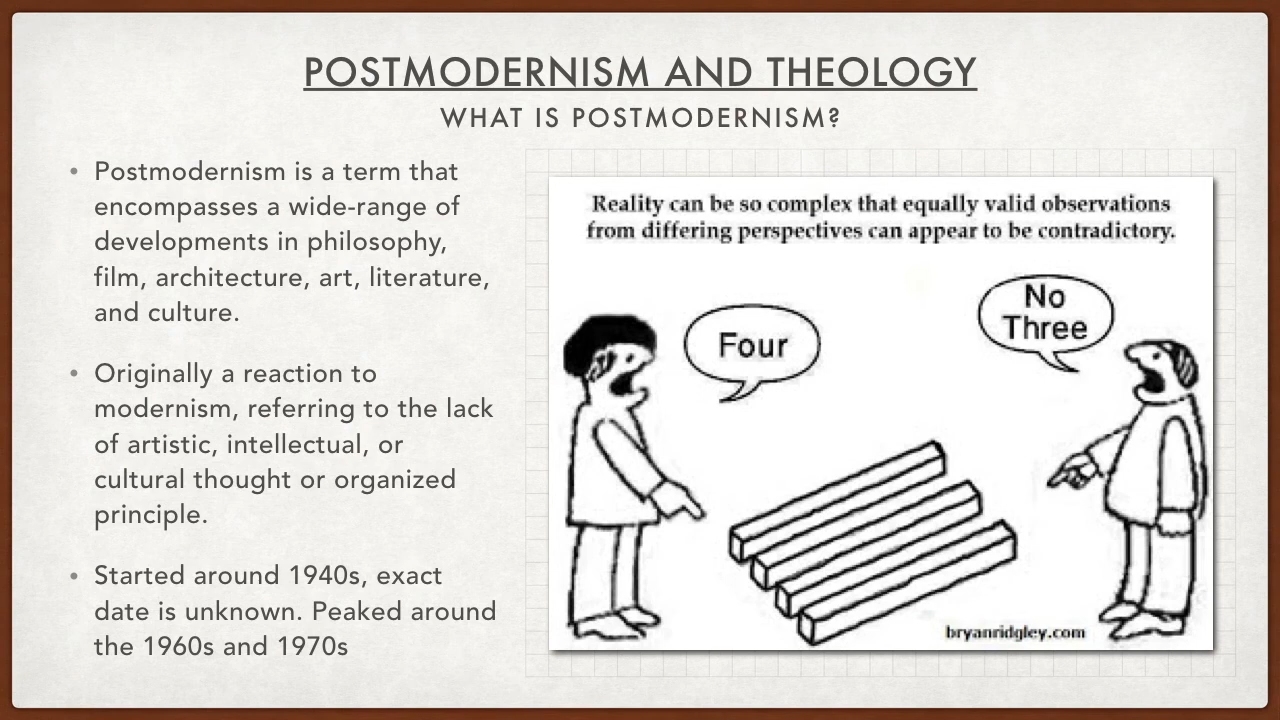 POSTMODERNISM AND THEOLOGY
WHAT IS POSTMODERNISM?
• Postmodernism is a term that
encompasses a wide-range of
developments in philosophy,
film, architecture, art, literature,
and culture.
• Originally a reaction to
modernism, referring to the lack
of artistic, intellectual, or
cultural thought or organized
principle.
• Started around 1940s, exact
date is unknown. Peaked around
the 1960s and 1970s
Reality can be so complex that equally valid observations
from differing perspectives can appear to be contradictory.
Four
No
Three
bryanridgley.com